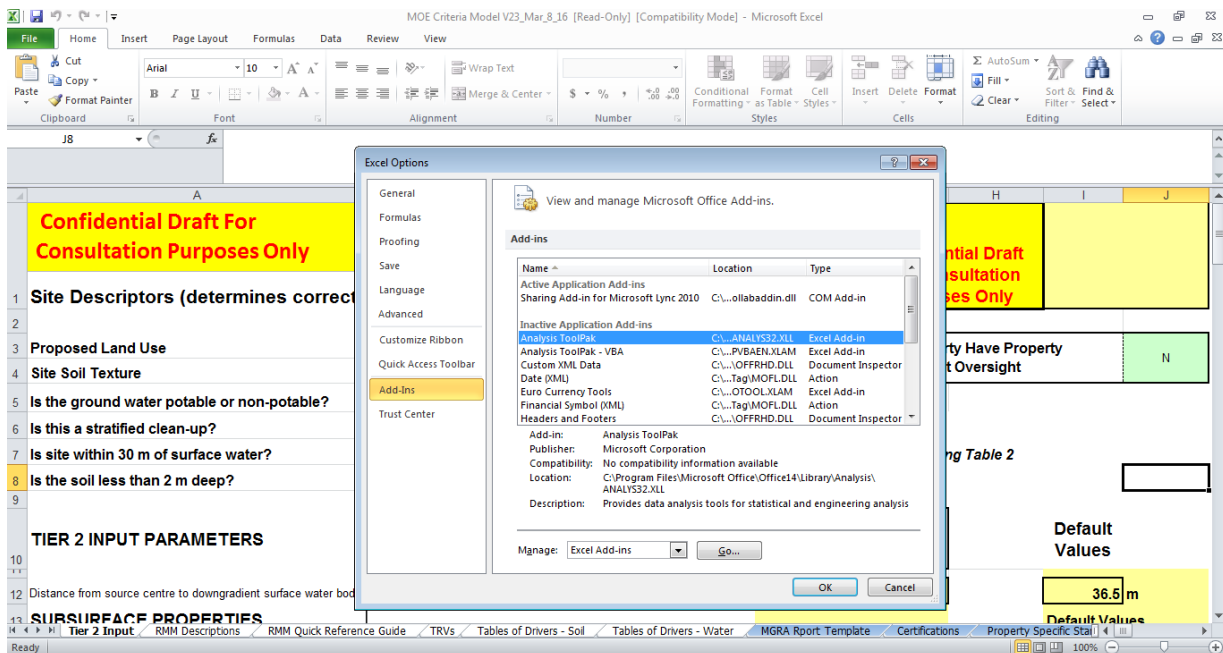 MOE Criteria Model V23_Mar_8_16 [Read-Only] [Compatibility Mode] - Microsoft Excel
File Home Insert Page Layout Formulas Data Review View
Cut
Copy
Format Painter
Paste
Arial 10 A A
B I U A
Wrap Text
Merge & Center
$ % , .0 .00 .00 .0
Conditional Formatting
Format as Table
Cell Styles
Insert Delete Format
Σ AutoSum
Fill
Clear
Sort & Filter
Find & Select
Clipboard Font Alignment Number Styles Cells Editing
J8 fx
A H I J
Confidential Draft For
Consultation Purposes Only
ntial Draft
sultation
ses Only
1 Site Descriptors (determines correct
2
3 Proposed Land Use
rty Have Property
t Oversight
N
4 Site Soil Texture
5 Is the ground water potable or non-potable?
6 Is this a stratified clean-up?
7 Is site within 30 m of surface water?
ng Table 2
8 Is the soil less than 2 m deep?
9
10 TIER 2 INPUT PARAMETERS
Default
Values
12 Distance from source centre to downgradient surface water bod
36.5 m
13 SUBSURFACE PROPERTIES
Default Values
Excel Options
General
Formulas
Proofing
Save
Language
Advanced
Customize Ribbon
Quick Access Toolbar
Add-Ins
Trust Center
View and manage Microsoft Office Add-ins.
Add-ins
Name Location Type
Active Application Add-ins
Sharing Add-in for Microsoft Lync 2010 C:\...ollabaddin.dll COM Add-in
Inactive Application Add-ins
Analysis ToolPak C:\...ANALYS32.XLL Excel Add-in
Analysis ToolPak - VBA C:\...PVBAEN.XLAM Excel Add-in
Custom XML Data C:\...\OFFRHD.DLL Document Inspector
Date (XML) C:\...Tag\MOFL.DLL Action
Euro Currency Tools C:\...OTOOL.XLAM Excel Add-in
Financial Symbol (XML) C:\...Tag\MOFL.DLL Action
Headers and Footers C:\...\OFFRHD.DLL Document Inspector
Add-in: Analysis ToolPak
Publisher: Microsoft Corporation
Compatibility: No compatibility information available
Location: C:\Program Files\Microsoft Office\Office14\Library\Analysis\
ANALYS32.XLL
Description: Provides data analysis tools for statistical and engineering analysis
Manage: Excel Add-ins Go...
OK Cancel
Tier 2 Input RMM Descriptions RMM Quick Reference Guide TRVs Tables of Drivers - Soil Tables of Drivers - Water MGRA Rport Template Certifications Property Specific Stan
Ready 100%